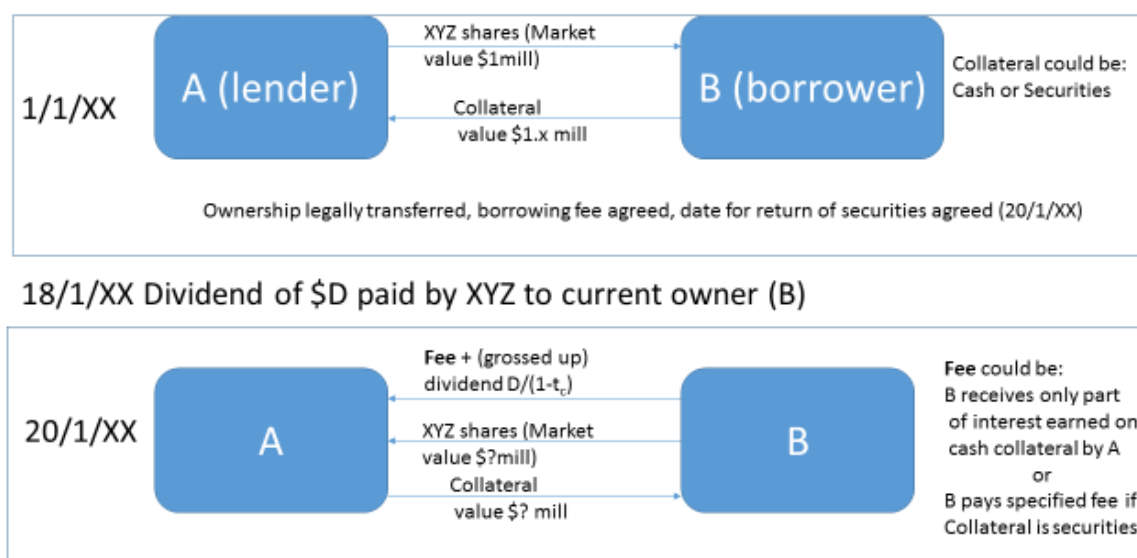 XYZ shares (Market
value $1mill)
A (lender)
B (borrower)
Collateral could be:
Cash or Securities
1/1/XX
Collateral
value $1.x mill
Ownership legally transferred, borrowing fee agreed, date for return of securities agreed (20/1/XX)
18/1/XX Dividend of $D paid by XYZ to current owner (B)
Fee + (grossed up)
dividend D/(1-tc)
20/1/XX
A
XYZ shares (Market
value $?mill)
B
Collateral
value $? mill
Fee could be:
B receives only part
of interest earned on
cash collateral by A
or
B pays specified fee if
Collateral is securities